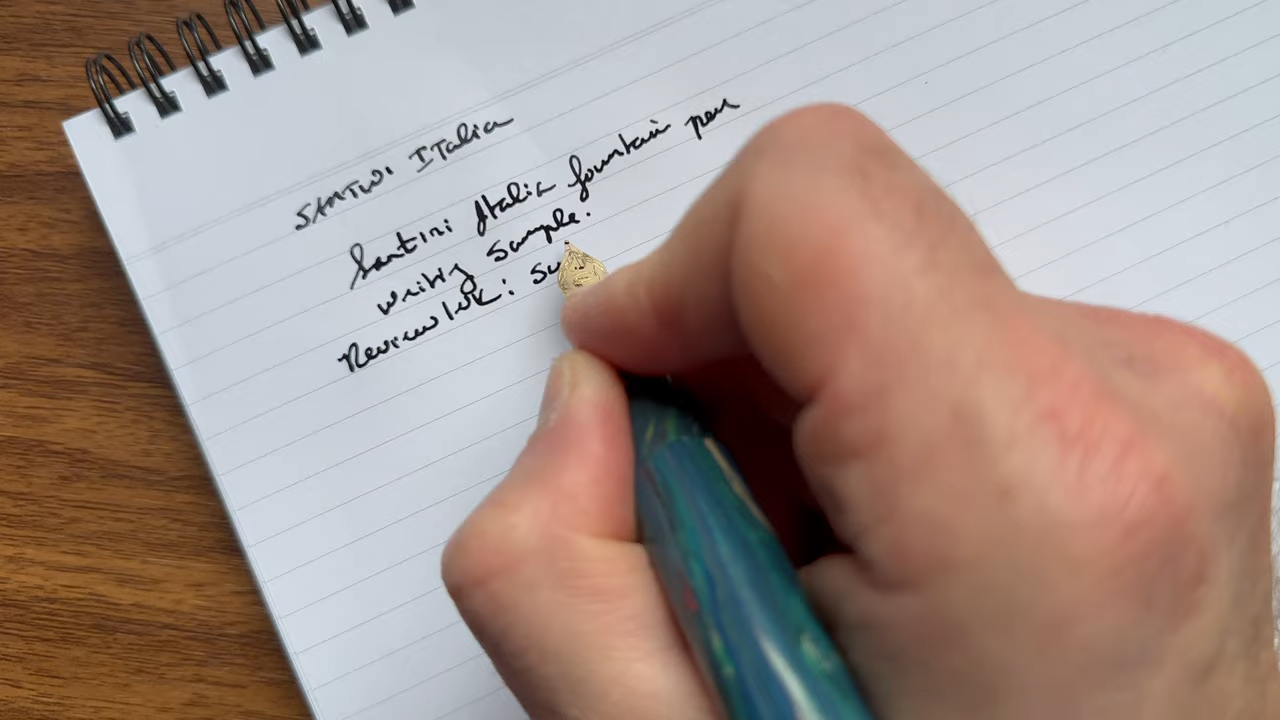 SANTINI ITalia
Santini Italia fountain pen
writing sample.
Review ink: Su